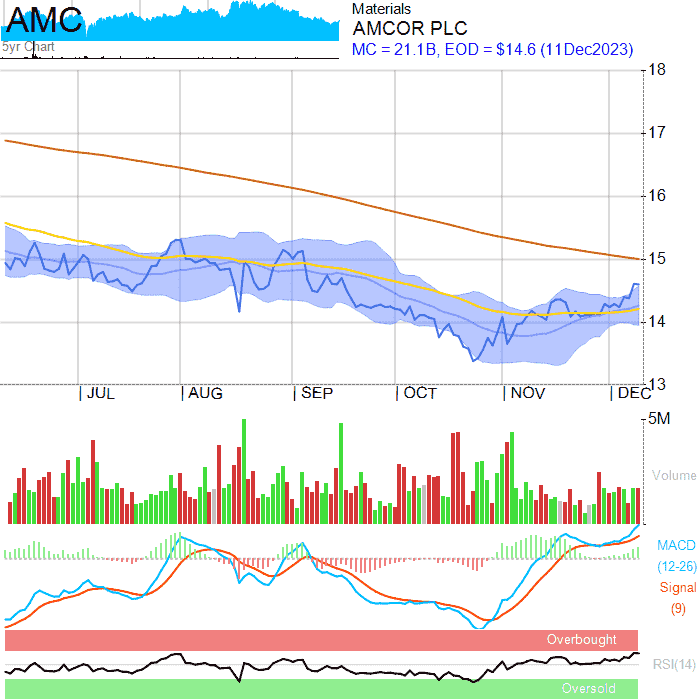 AMC
5yr Chart
Materials
AMCOR PLC
MC = 21.1B, EOD = $14.6 (11Dec2023)
18
17
16
15
14
13
JUL AUG SEP OCT NOV DEC
5M
Volume
MACD
(12-26)
Signal
(9)
Overbought
RSI(14)
Oversold